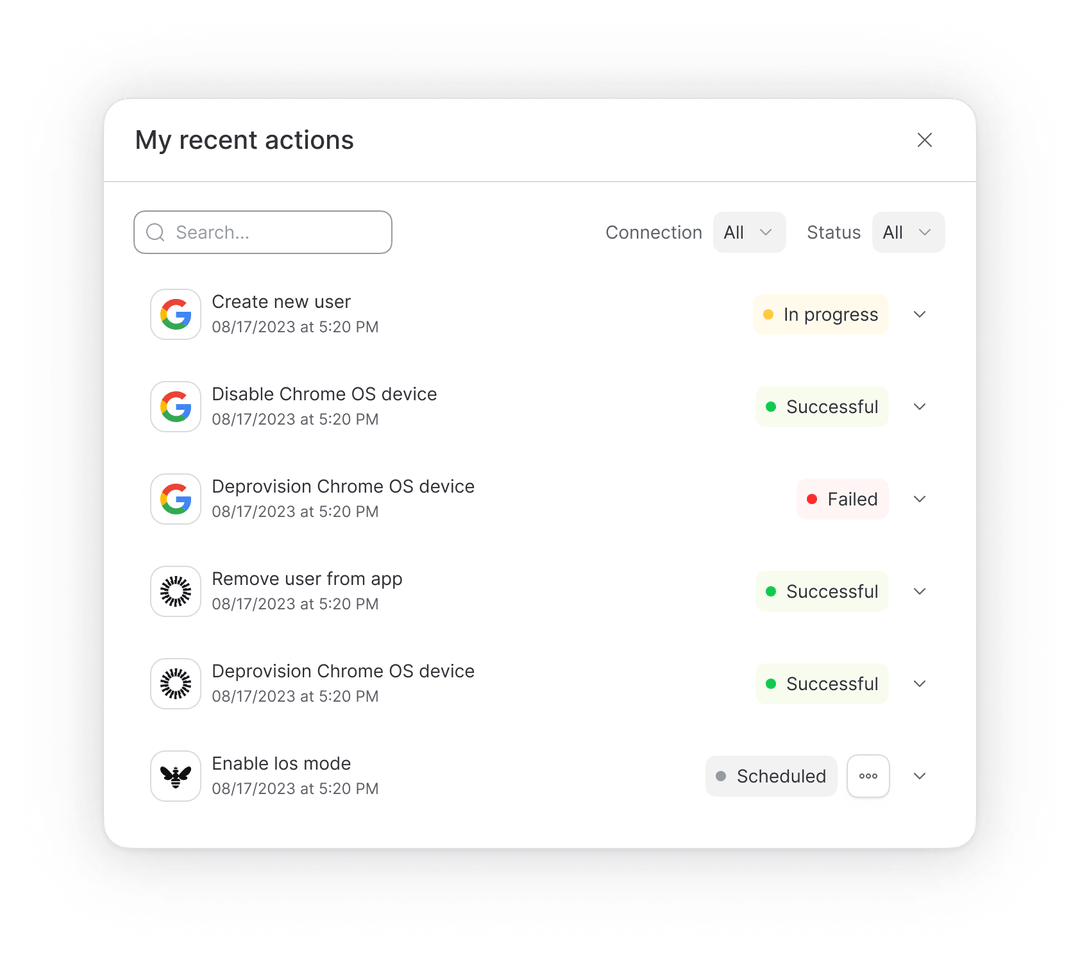 My recent actions
Search...
Connection All Status All
Create new user
08/17/2023 at 5:20 PM
In progress
Disable Chrome OS device
08/17/2023 at 5:20 PM
Successful
Deprovision Chrome OS device
08/17/2023 at 5:20 PM
Failed
Remove user from app
08/17/2023 at 5:20 PM
Successful
Deprovision Chrome OS device
08/17/2023 at 5:20 PM
Successful
Enable los mode
08/17/2023 at 5:20 PM
Scheduled